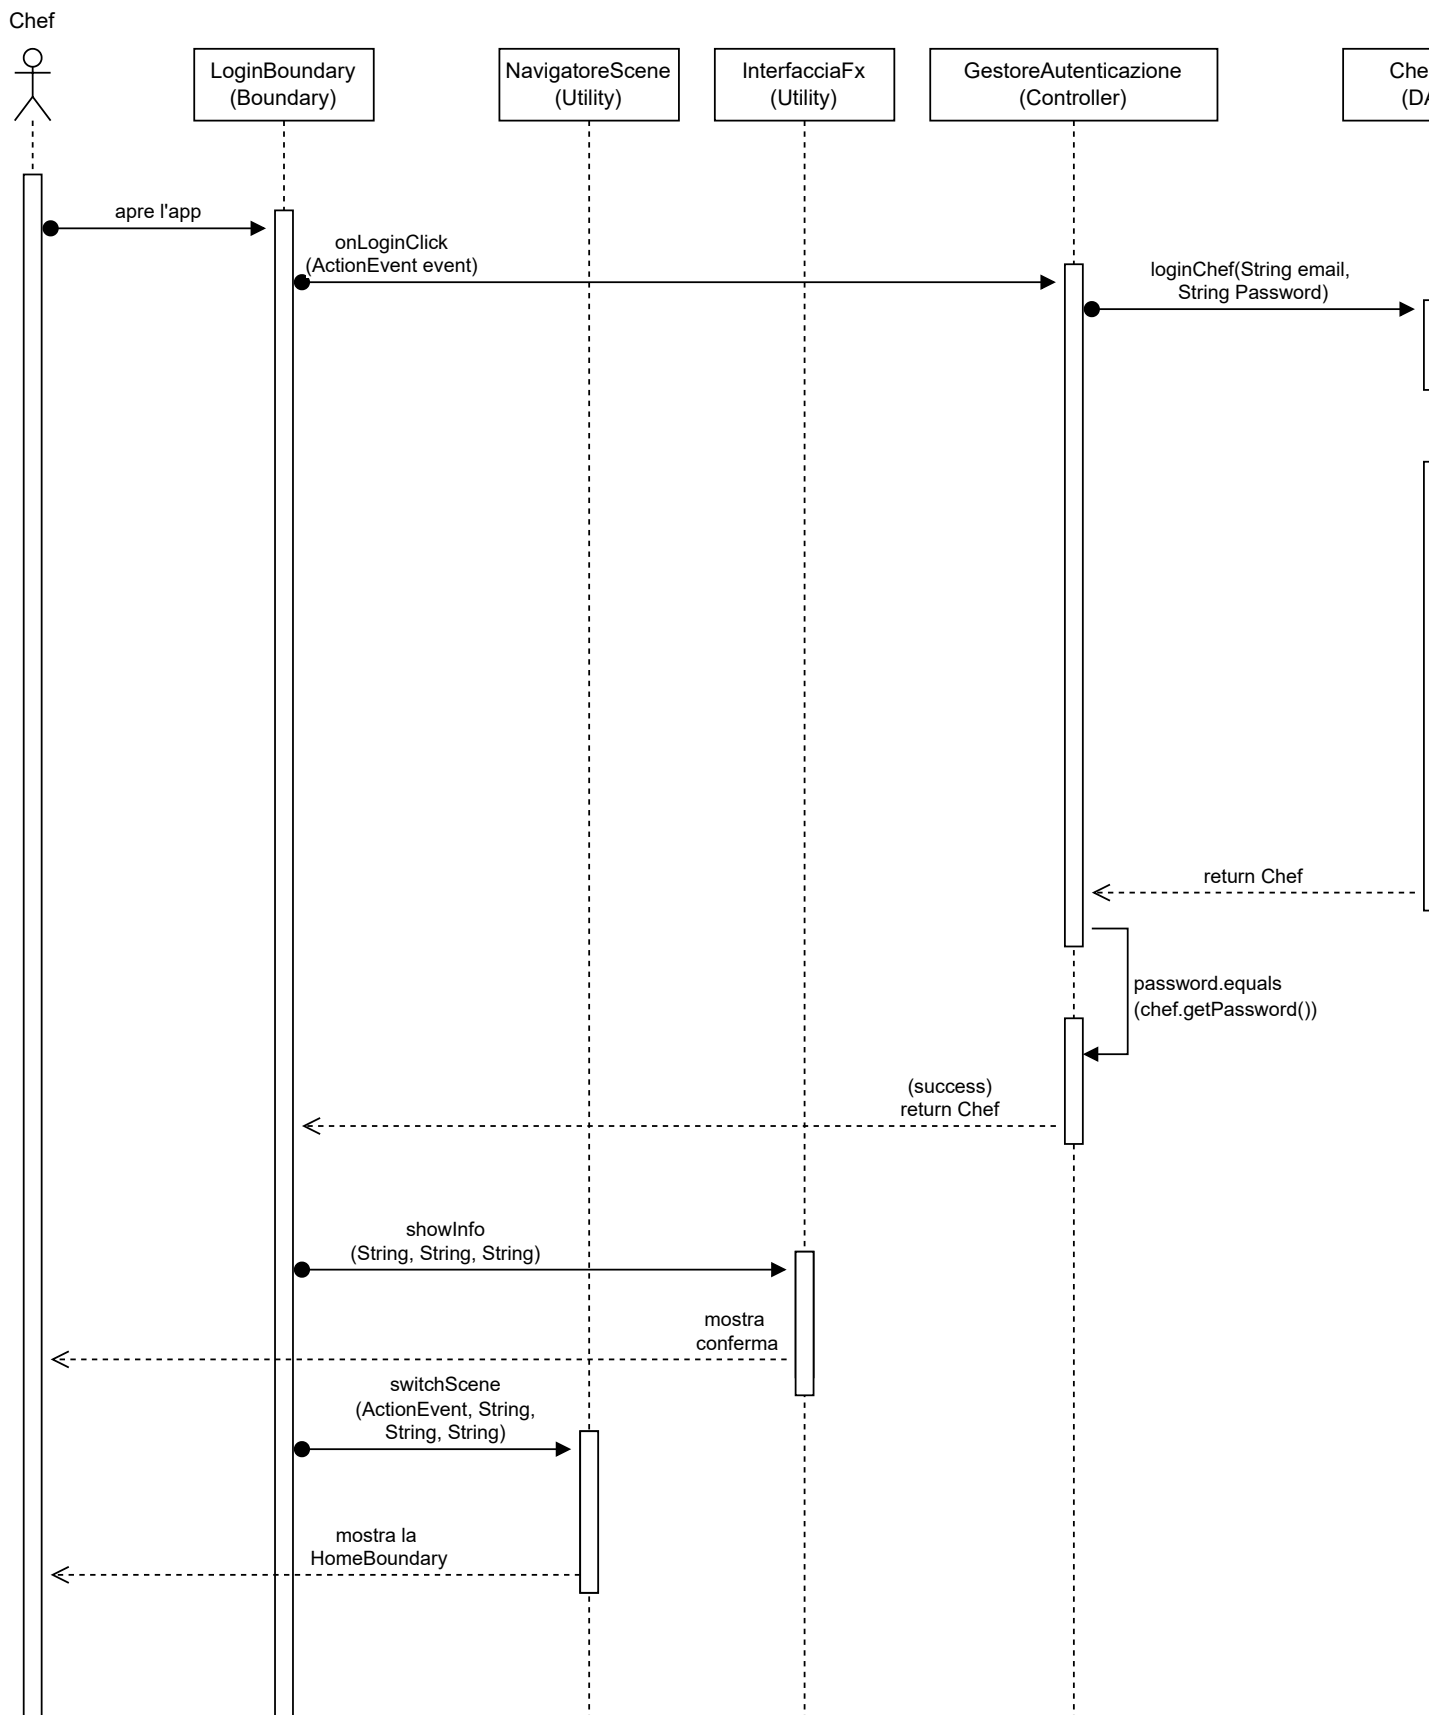 Chef
LoginBoundary
(Boundary)
NavigatoreScene
(Utility)
InterfacciaFx
(Utility)
GestoreAutenticazione
(Controller)
apre l'app
onLoginClick
(ActionEvent event)
loginChef(String email,
String Password)
return Chef
password.equals
(chef.getPassword())
(success)
return Chef
showInfo
(String, String, String)
mostra
conferma
switchScene
(ActionEvent, String,
String, String)
mostra la
HomeBoundary